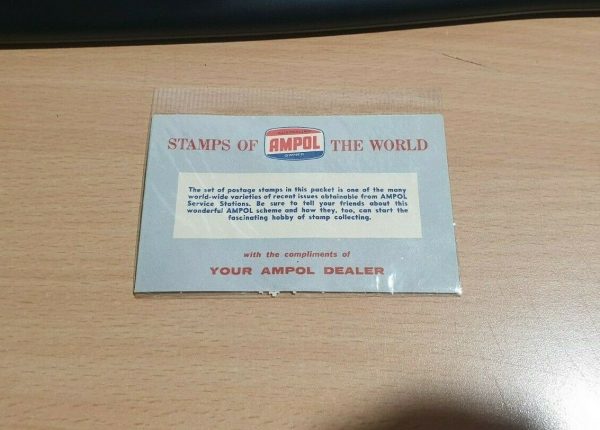 STAMPS OF AMPOL THE WORLD
The set of postage stamps in this packet is one of the many
world-wide varieties of recent issues obtainable from AMPOL
Service Stations. Be sure to tell your friends about this
wonderful AMPOL scheme and how they, too, can start the
fascinating hobby of stamp collecting.
with the compliments of
YOUR AMPOL DEALER